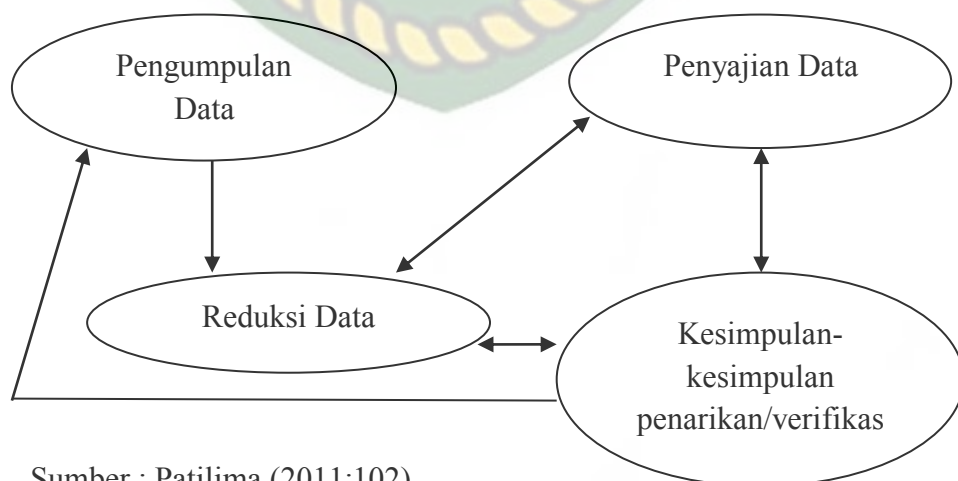 Pengumpulan
Data
Penyajian Data
Reduksi Data
Kesimpulan-
kesimpulan
penarikan/verifikas
Sumber : Patilima (2011:102)